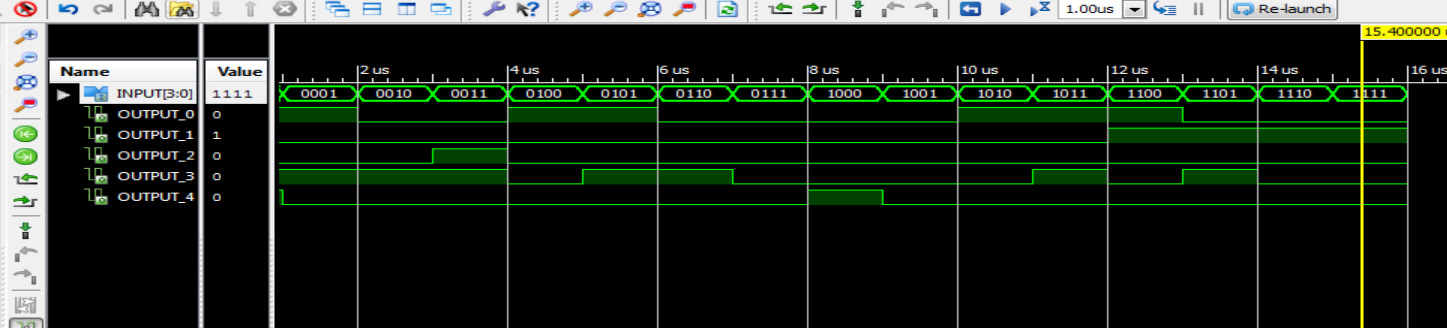 1.00us Re-launch
15.400000
Name Value
2 us 4 us 6 us 8 us 10 us 12 us 14 us 16 us
INPUT[3:0] 1111 0001 0010 0011 0100 0101 0110 0111 1000 1001 1010 1011 1100 1101 1110 1111
OUTPUT_0 0
OUTPUT_1 1
OUTPUT_2 0
OUTPUT_3 0
OUTPUT_4 0